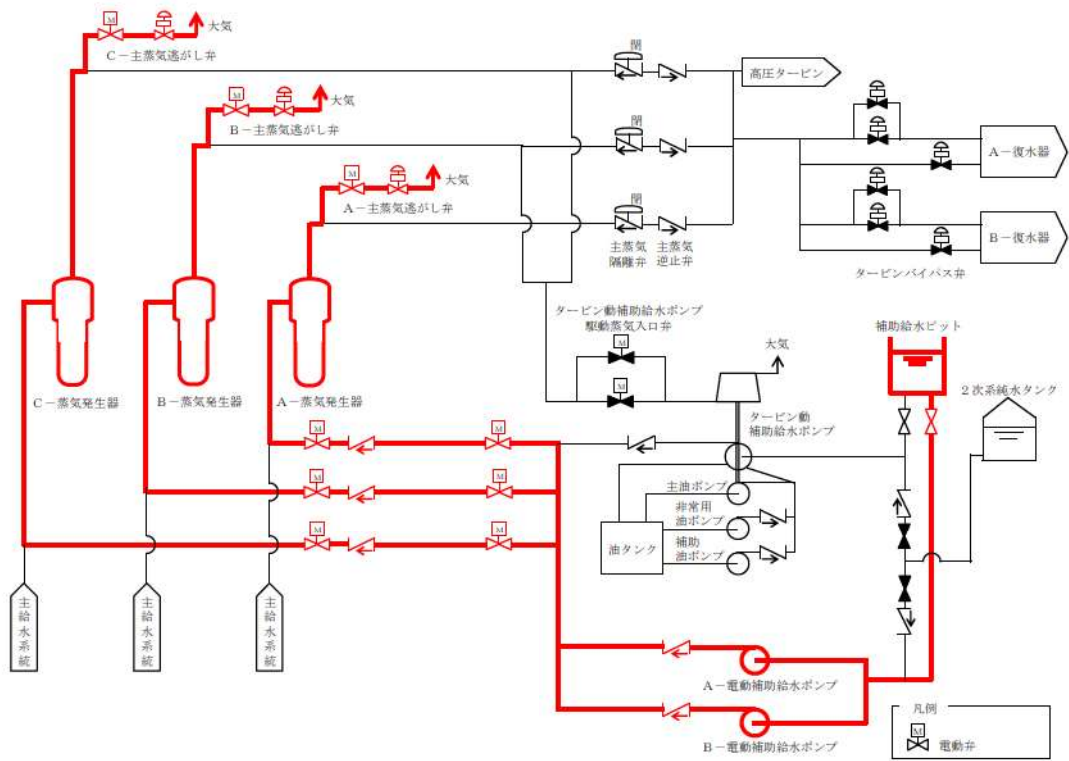 M
大気
C－主蒸気逃がし弁
M
大気
B－主蒸気逃がし弁
M
大気
A－主蒸気逃がし弁
閉
閉
閉
主蒸気
隔離弁
主蒸気
逆止弁
高圧タービン
A－復水器
B－復水器
タービンバイパス弁
C－蒸気発生器
B－蒸気発生器
A－蒸気発生器
タービン動補助給水ポンプ
駆動蒸気入口弁
M
M
大気
補助給水ピット
2次系純水タンク
タービン動
補助給水ポンプ
M
M
M
M
M
M
主油ポンプ
非常用
油ポンプ
補助
油ポンプ
油タンク
主給水系統
主給水系統
主給水系統
A－電動補助給水ポンプ
B－電動補助給水ポンプ
凡例
M
電動弁